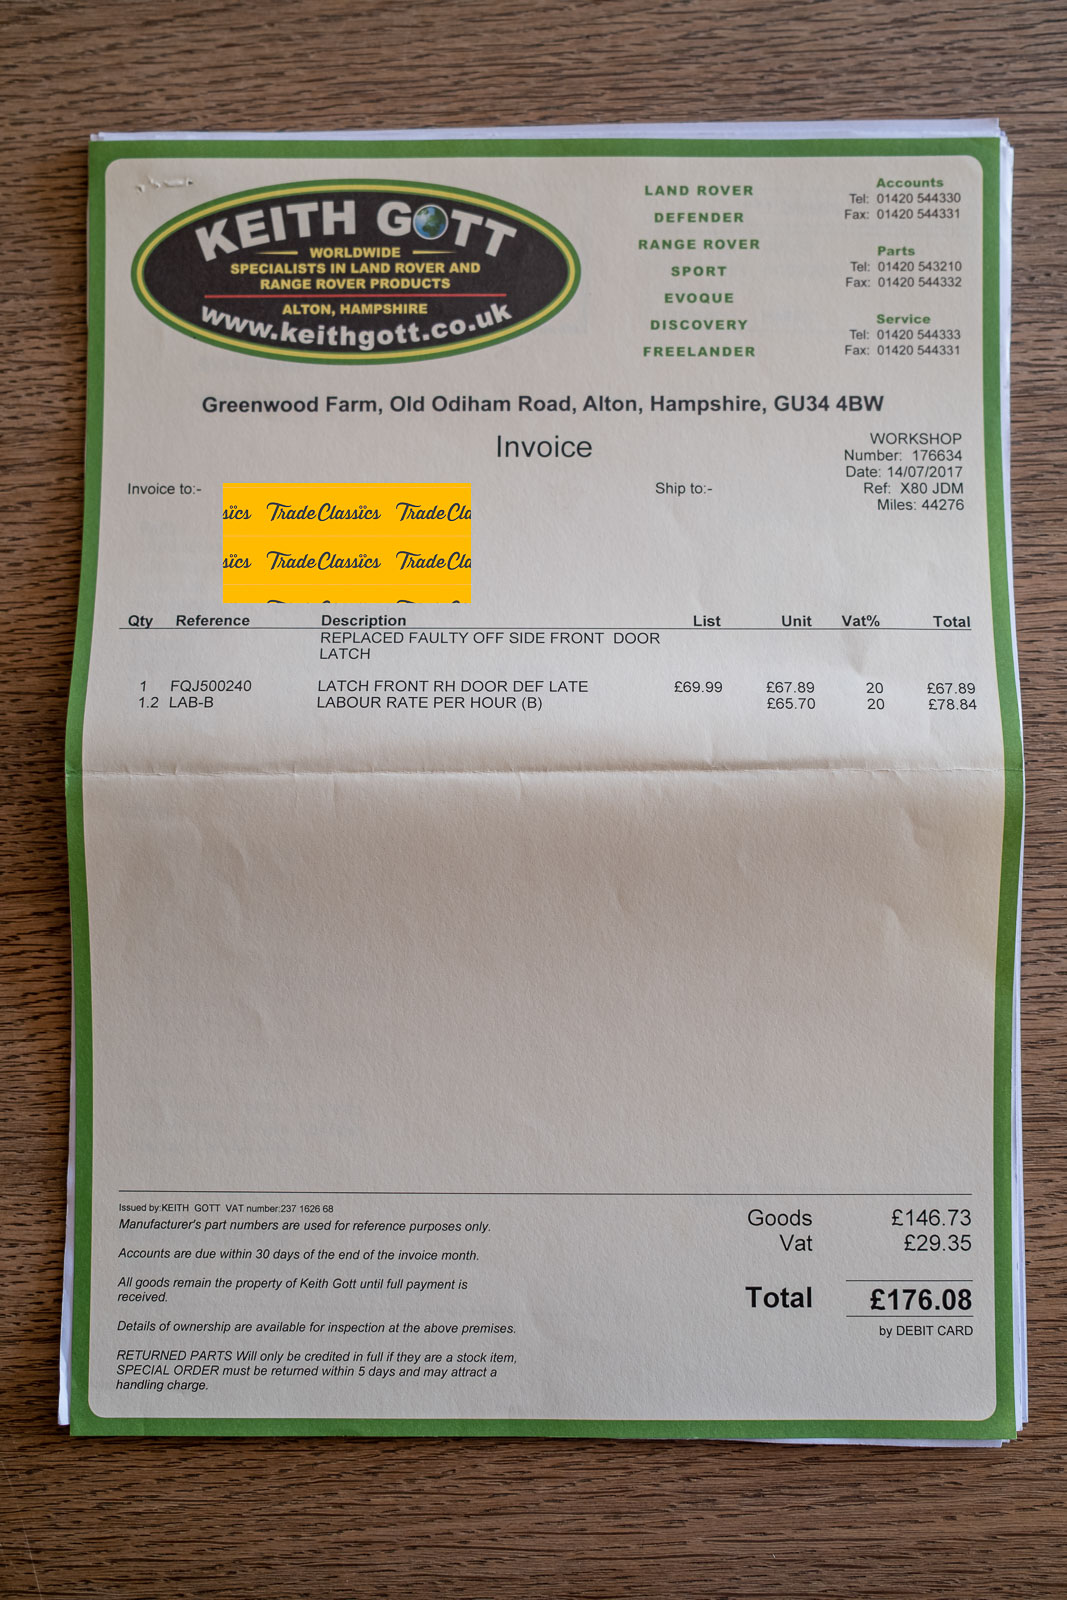 KEITH GOTT
WORLDWIDE
SPECIALISTS IN LAND ROVER AND
RANGE ROVER PRODUCTS
ALTON, HAMPSHIRE
www.keithgott.co.uk
LAND ROVER
DEFENDER
RANGE ROVER
SPORT
EVOQUE
DISCOVERY
FREELANDER
Accounts
Tel: 01420 544330
Fax: 01420 544331
Parts
Tel: 01420 543210
Fax: 01420 544332
Service
Tel: 01420 544333
Fax: 01420 544331
Greenwood Farm, Old Odiham Road, Alton, Hampshire, GU34 4BW
Invoice
WORKSHOP
Number: 176634
Date: 14/07/2017
Ref: X80 JDM
Miles: 44276
Invoice to:-
Ship to:-
sics Trade Classics Trade Cla
sics Trade Classics Trade Cla
Qty Reference Description List Unit Vat% Total
REPLACED FAULTY OFF SIDE FRONT DOOR
LATCH
1 FQJ500240 LATCH FRONT RH DOOR DEF LATE £69.99 £67.89 20 £67.89
1.2 LAB-B LABOUR RATE PER HOUR (B) £65.70 20 £78.84
Issued by:KEITH GOTT VAT number:237 1626 68
Manufacturer's part numbers are used for reference purposes only.
Accounts are due within 30 days of the end of the invoice month.
All goods remain the property of Keith Gott until full payment is
received.
Details of ownership are available for inspection at the above premises.
RETURNED PARTS Will only be credited in full if they are a stock item,
SPECIAL ORDER must be returned within 5 days and may attract a
handling charge.
Goods £146.73
Vat £29.35
Total £176.08
by DEBIT CARD